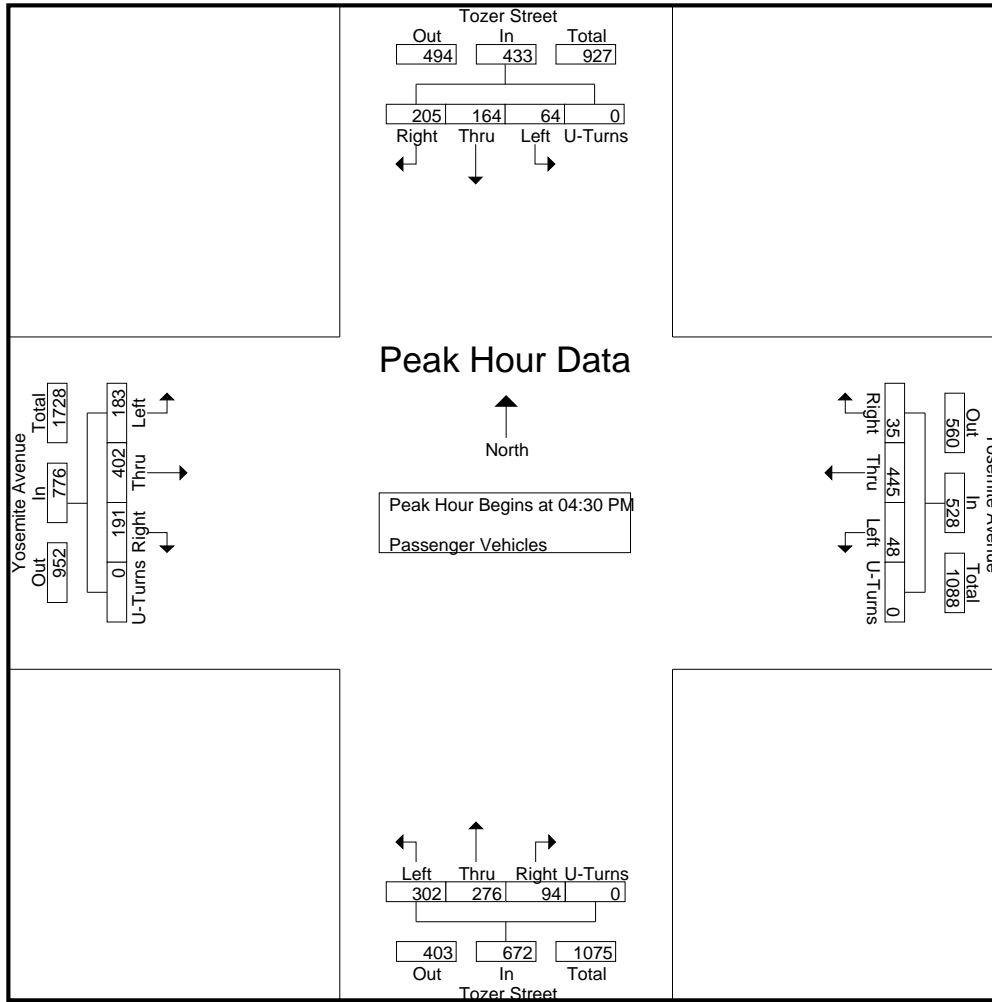 Tozer Street
Out In Total
494 433 927
205 164 64 0
Right Thru Left U-Turns
Peak Hour Data
North
Peak Hour Begins at 04:30 PM
Passenger Vehicles
Yosemite Avenue
Total In Out
1728 776 952
183 402 191 0
Left Thru Right U-Turns
Right Thru Left U-Turns
35 445 48 0
560 528 1088
Out In Total
Yosemite Avenue
Left Thru Right U-Turns
302 276 94 0
403 672 1075
Out In Total
Tozer Street